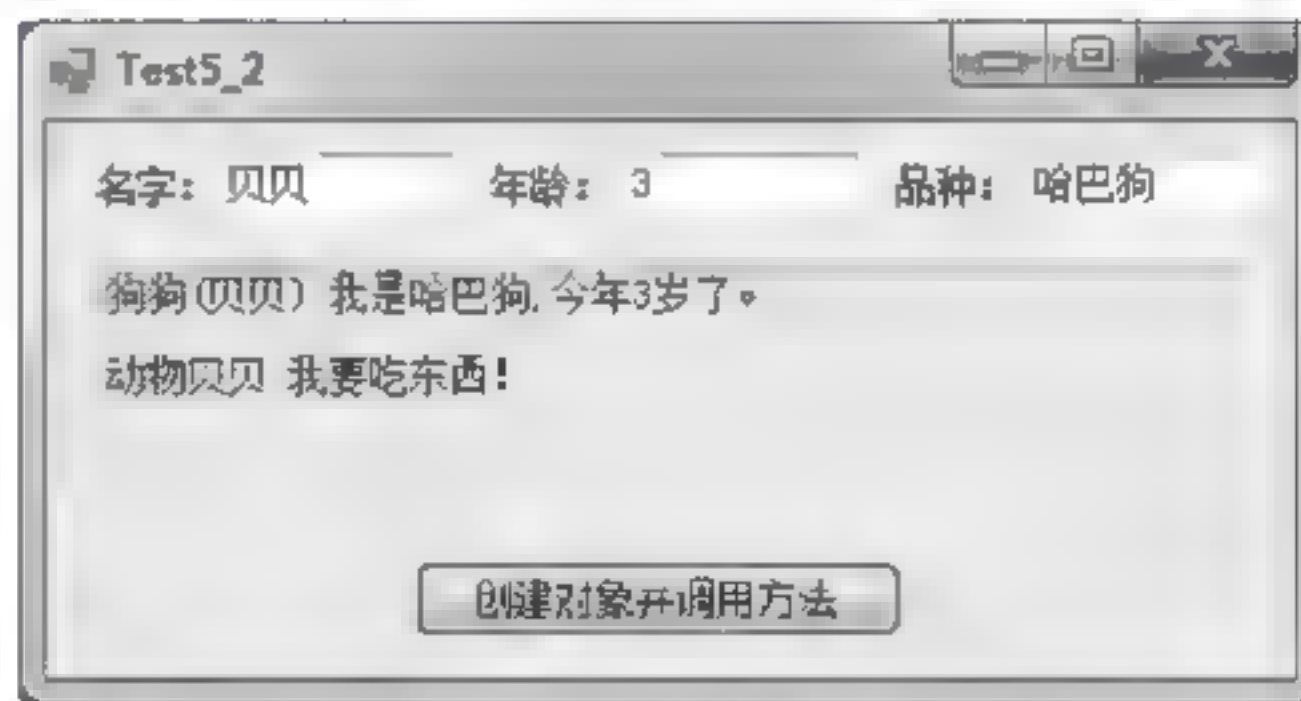 Test5_2
名字： 贝贝 年龄： 3 品种： 哈巴狗
狗狗(贝贝) 我是哈巴狗,今年3岁了。
动物贝贝 我要吃东西!
创建对象并调用方法